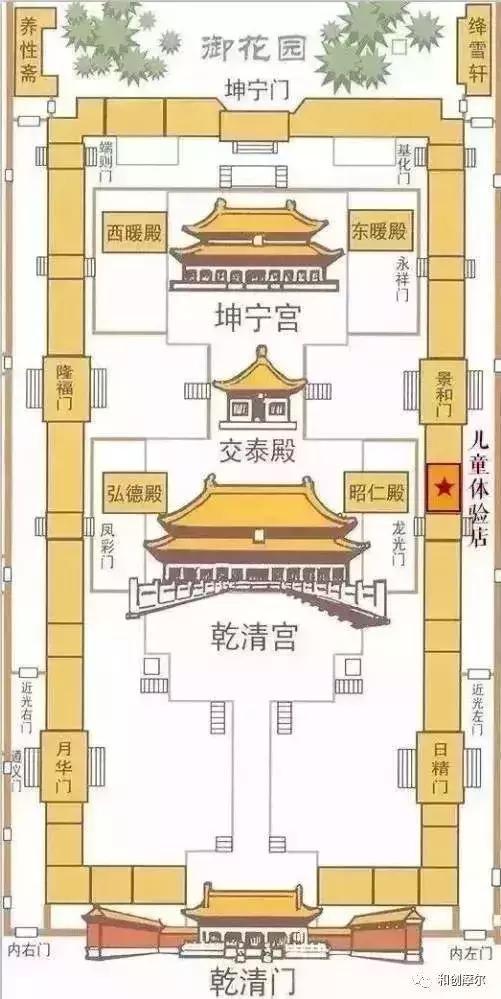 养性斋
御花园
绛雪轩
坤宁门
端则门
基化门
西暖殿
东暖殿
永祥门
坤宁宫
隆福门
景和门
交泰殿
儿童体验店
弘德殿
昭仁殿
凤彩门
龙光门
乾清宫
近光右门
近光左门
月华门
遵义门
日精门
内右门
内左门
乾清门
和创摩尔